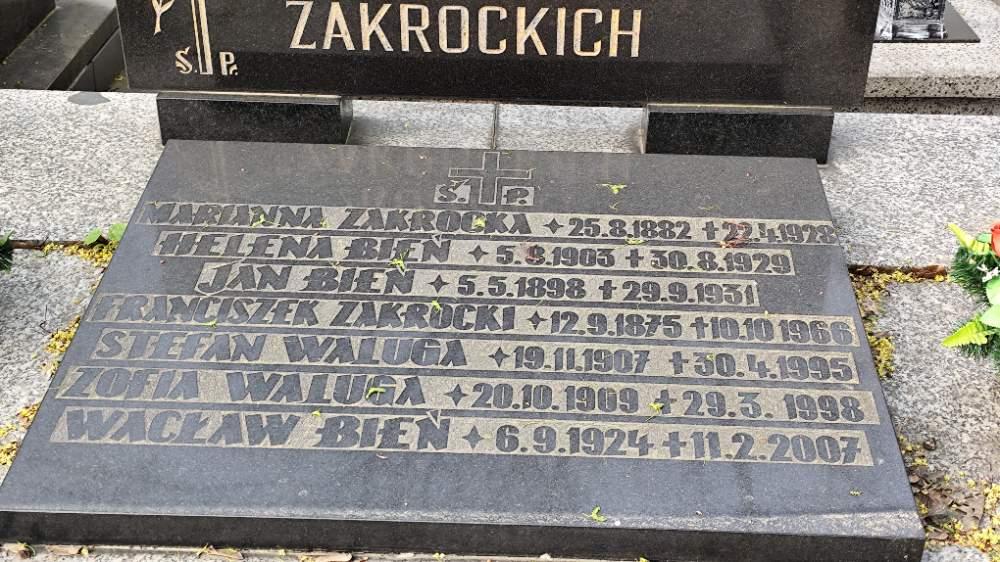 ZAKROCKICH
Ś. P.
Ś. P.
MARIANNA ZAKROCKA ✦ 25.8.1882 ✝ 22.4.1928
HELENA BIEŃ ✦ 5.8.1903 ✝ 30.8.1929
JAN BIEŃ ✦ 5.5.1898 ✝ 29.9.1931
FRANCISZEK ZAKROCKI ✦ 12.9.1875 ✝ 10.10 1966
STEFAN WALUGA ✦ 19.11.1907 ✝ 30.4.1995
ZOFIA WALUGA ✦ 20.10.1909 ✝ 29.3.1998
WACŁAW BIEŃ ✦ 6.9.1924 ✝ 11.2.2007